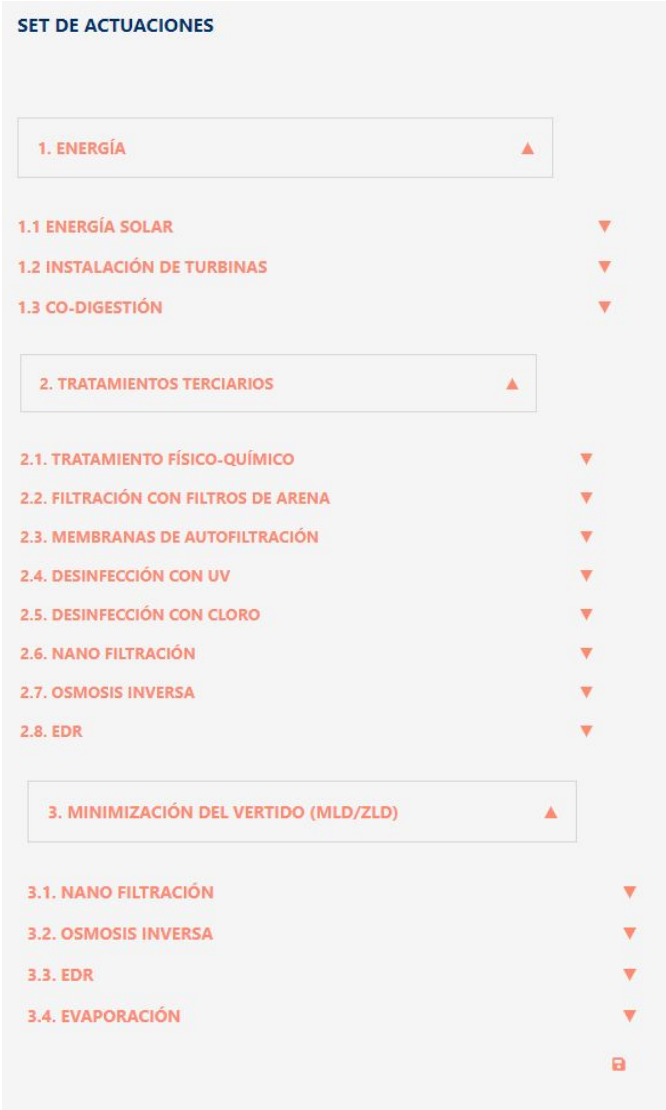 SET DE ACTUACIONES
1. ENERGÍA
1.1 ENERGÍA SOLAR
1.2 INSTALACIÓN DE TURBINAS
1.3 CO-DIGESTIÓN
2. TRATAMIENTOS TERCIARIOS
2.1. TRATAMIENTO FÍSICO-QUÍMICO
2.2. FILTRACIÓN CON FILTROS DE ARENA
2.3. MEMBRANAS DE AUTOFILTRACIÓN
2.4. DESINFECCIÓN CON UV
2.5. DESINFECCIÓN CON CLORO
2.6. NANO FILTRACIÓN
2.7. OSMOSIS INVERSA
2.8. EDR
3. MINIMIZACIÓN DEL VERTIDO (MLD/ZLD)
3.1. NANO FILTRACIÓN
3.2. OSMOSIS INVERSA
3.3. EDR
3.4. EVAPORACIÓN